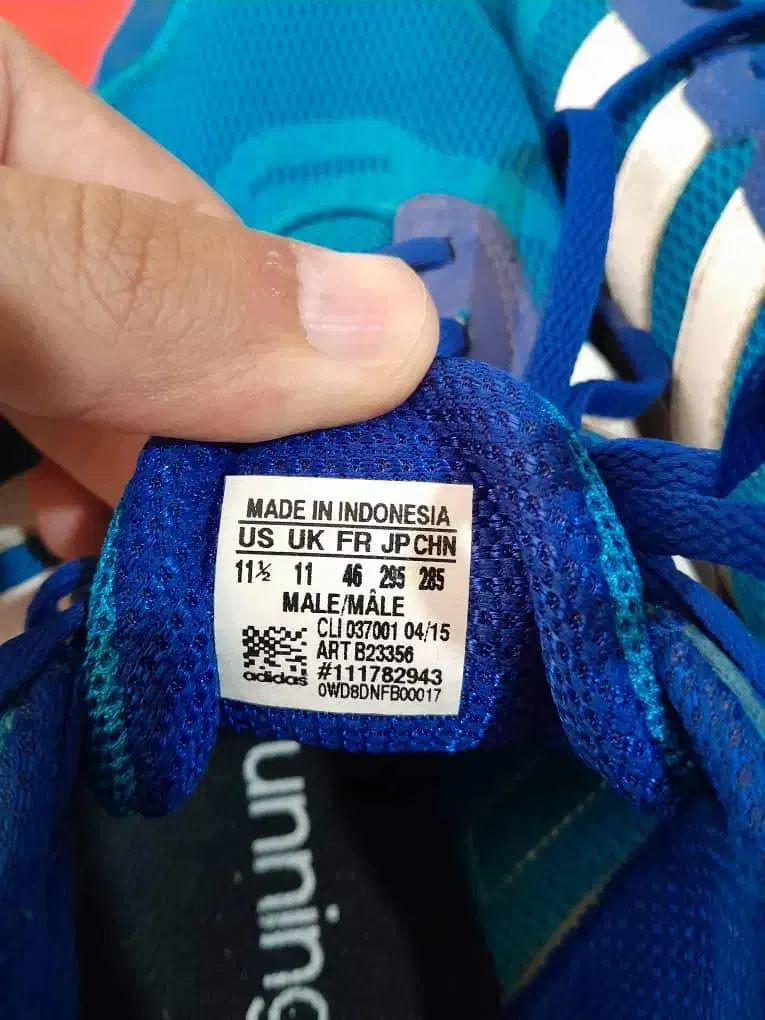 MADE IN INDONESIA
US UK FR JP CHN
11½ 11 46 295 285
MALE/MÂLE
CLI 037001 04/15
ART B23356
#111782943
adidas 0WD8DNFB00017
unning